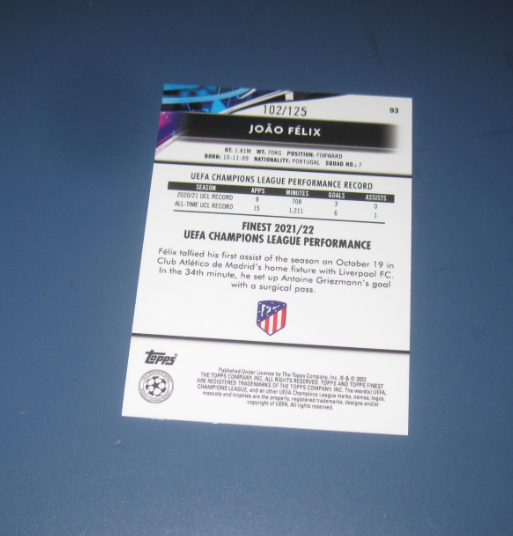 102/125
93
JOÃO FÉLIX
HT: 1.81M WT: 70KG POSITION: FORWARD
BORN: 10-11-99 NATIONALITY: PORTUGAL SQUAD NO.: 7
UEFA CHAMPIONS LEAGUE PERFORMANCE RECORD
SEASON APPS MINUTES GOALS ASSISTS
2020/21 UCL RECORD 8 708 3 0
ALL-TIME UCL RECORD 15 1,211 6 1
FINEST 2021/22
UEFA CHAMPIONS LEAGUE PERFORMANCE
Félix tallied his first assist of the season on October 19 in
Club Atlético de Madrid's home fixture with Liverpool FC.
In the 34th minute, he set up Antoine Griezmann's goal
with a surgical pass.
Topps
Published Under License by The Topps Company, Inc. ® & © 2022
THE TOPPS COMPANY, INC. ALL RIGHTS RESERVED. TOPPS AND TOPPS FINEST
ARE REGISTERED TRADEMARKS OF THE TOPPS COMPANY, INC. The word(s) UEFA,
CHAMPIONS LEAGUE, and all other UEFA Champions League marks, names, logos,
mascots and trophies are the property, registered trademarks, designs and/or
copyright of UEFA. All rights reserved.